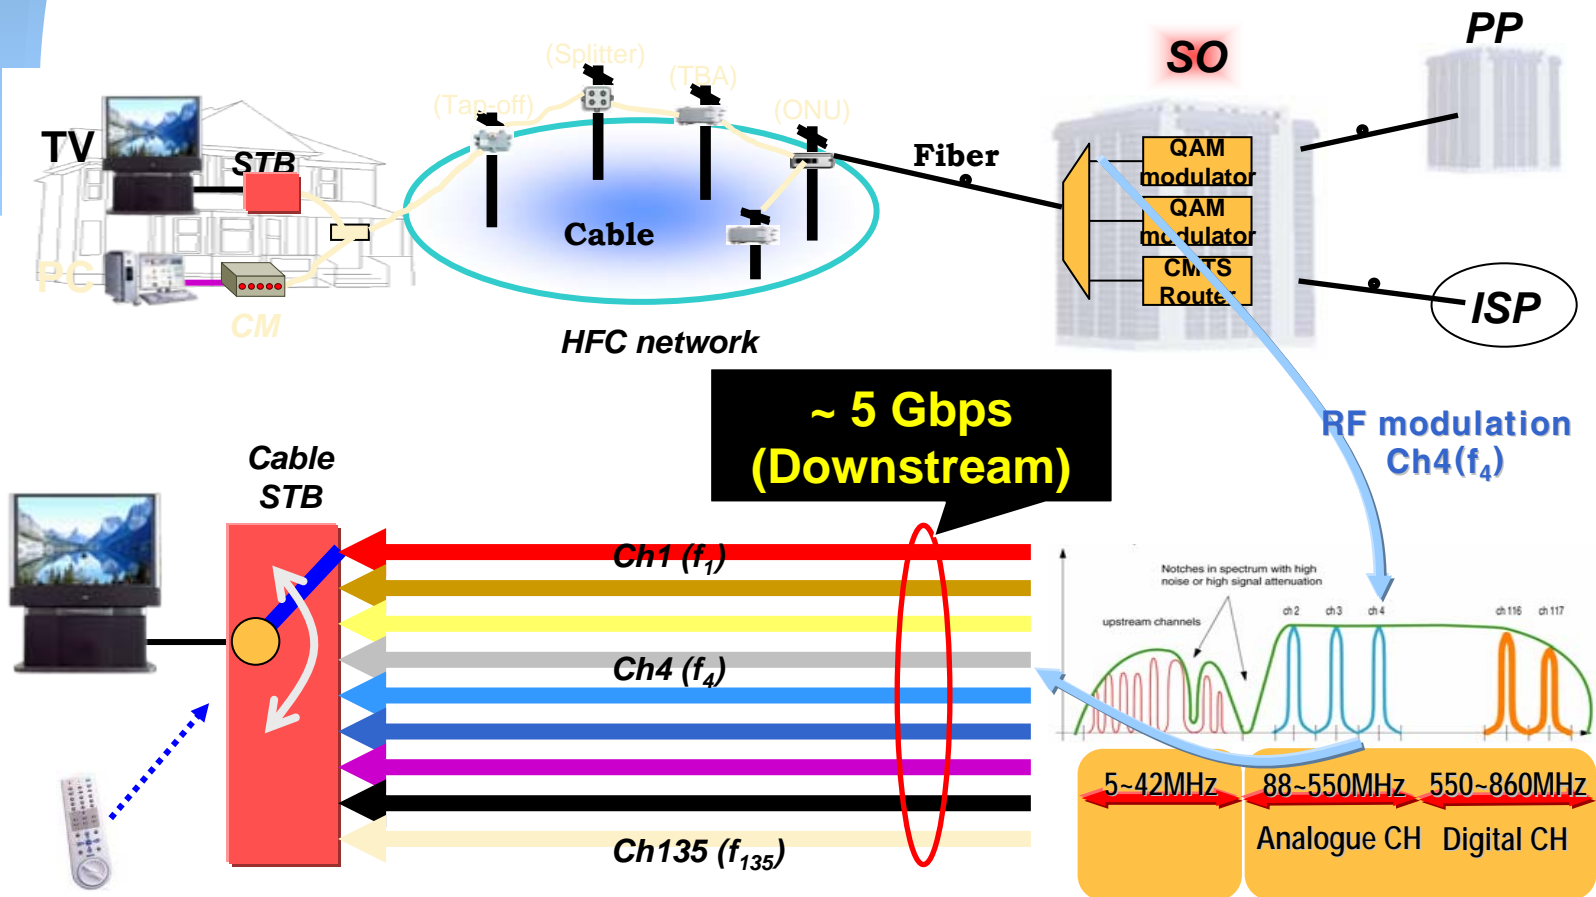 PP
SO
(Splitter)
(TBA)
(Tap-off)
(ONU)
TV
STB
Fiber
QAM
modulator
QAM
modulator
CMTS
Router
Cable
PC
CM
ISP
HFC network
~ 5 Gbps
(Downstream)
RF modulation
Ch4(f4)
Cable
STB
Ch1 (f1)
Ch4 (f4)
Ch135 (f135)
Notches in spectrum with high
noise or high signal attenuation
upstream channels
ch 2
ch 3
ch 4
ch 116
ch 117
5~42MHz
88~550MHz
550~860MHz
Analogue CH
Digital CH